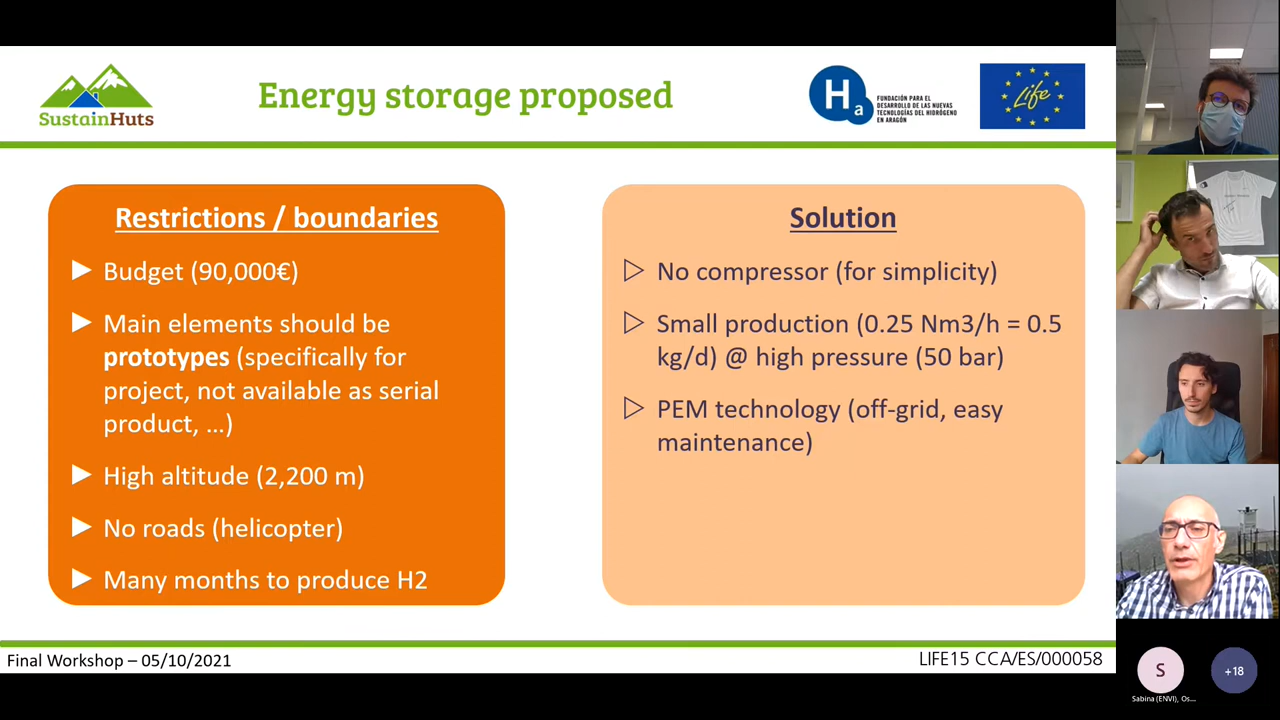 SustainHuts
Energy storage proposed
Ha
FUNDACIÓN PARA EL
DESARROLLO DE LAS NUEVAS
TECNOLOGÍAS DEL HIDRÓGENO
EN ARAGÓN
Life
Restrictions / boundaries
Budget (90,000€)
Main elements should be
prototypes (specifically for
project, not available as serial
product, ...)
High altitude (2,200 m)
No roads (helicopter)
Many months to produce H2
Solution
No compressor (for simplicity)
Small production (0.25 Nm3/h = 0.5
kg/d) @ high pressure (50 bar)
PEM technology (off-grid, easy
maintenance)
Final Workshop – 05/10/2021
LIFE15 CCA/ES/000058
S
+18
Sabina (ENVI), Os...